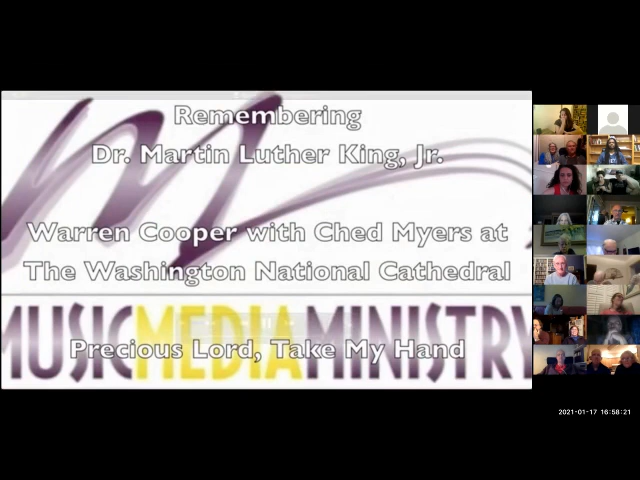 Remembering
Dr. Martin Luther King, Jr.
Warren Cooper with Ched Myers at
The Washington National Cathedral
MUSICMEDIAMINISTRY
Precious Lord, Take My Hand
2021-01-17 16:58:21